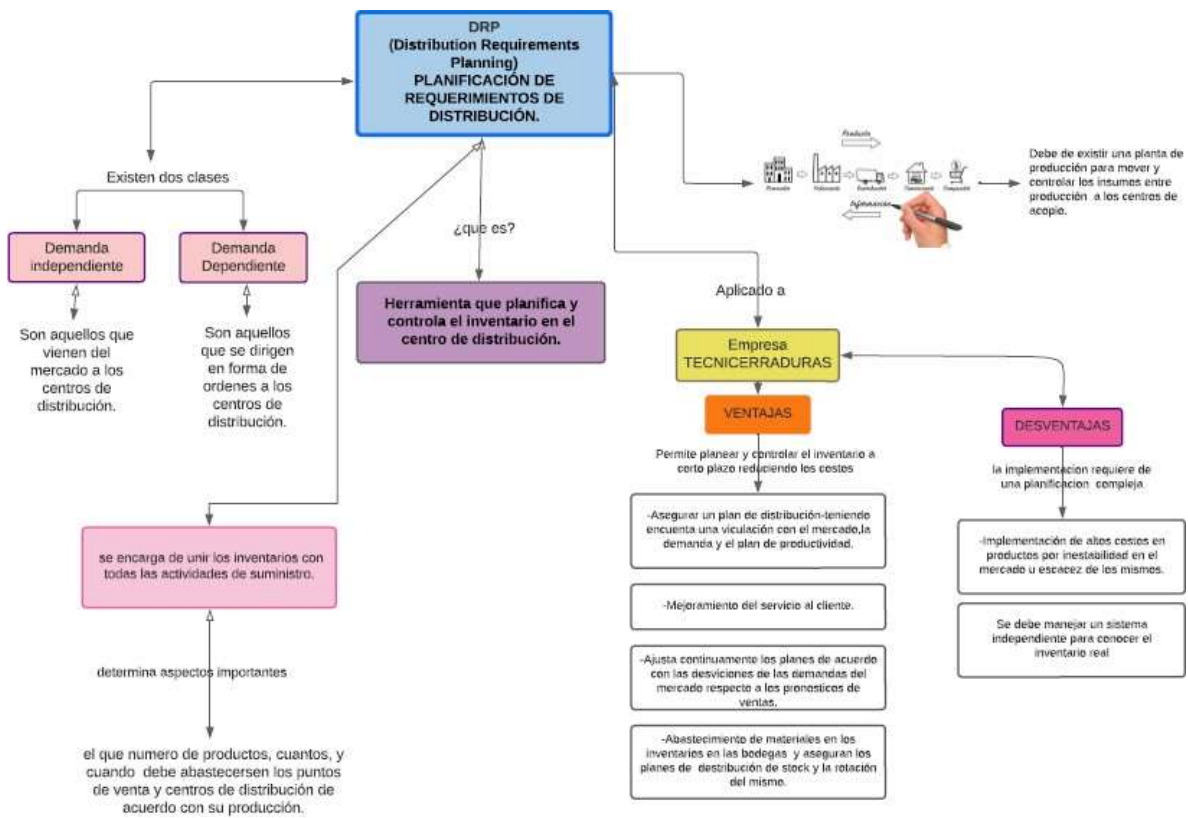 DRP
(Distribution Requirements
Planning)
PLANIFICACIÓN DE
REQUERIMIENTOS DE
DISTRIBUCIÓN.
Existen dos clases
Demanda
independiente
Demanda
Dependiente
Son aquellos que
vienen del
mercado a los
centros de
distribución.
Son aquellos
que se dirigen
en forma de
ordenes a los
centros de
distribución.
¿que es?
Herramienta que planifica y
controla el inventario en el
centro de distribución.
Producto
Información
Debe de existir una planta de
producción para mover y
controlar los insumos entre
producción a los centros de
acopio.
Aplicado a
Empresa
TECNICERRADURAS
VENTAJAS
Permite planear y controlar el inventario a
corto plazo reduciendo los costos
-Asegurar un plan de distribución-teniendo
encuenta una viculación con el mercado,la
demanda y el plan de productividad.
-Mejoramiento del servicio al cliente.
-Ajusta continuamente los planes de acuerdo
con las desviciones de las demandas del
mercado respecto a los pronosticos de
ventas.
-Abastecimiento de materiales en los
inventarios en las bodegas y aseguran los
planes de destribución de stock y la rotación
del mismo.
DESVENTAJAS
la implementacion requiere de
una planificacion compleja
-Implementación de altos costos en
productos por inestabilidad en el
mercado u escacez de los mismos.
Se debe manejar un sistema
independiente para conocer el
inventario real
se encarga de unir los inventarios con
todas las actividades de suministro.
determina aspectos importantes
el que numero de productos, cuantos, y
cuando debe abastecersen los puntos
de venta y centros de distribución de
acuerdo con su producción.